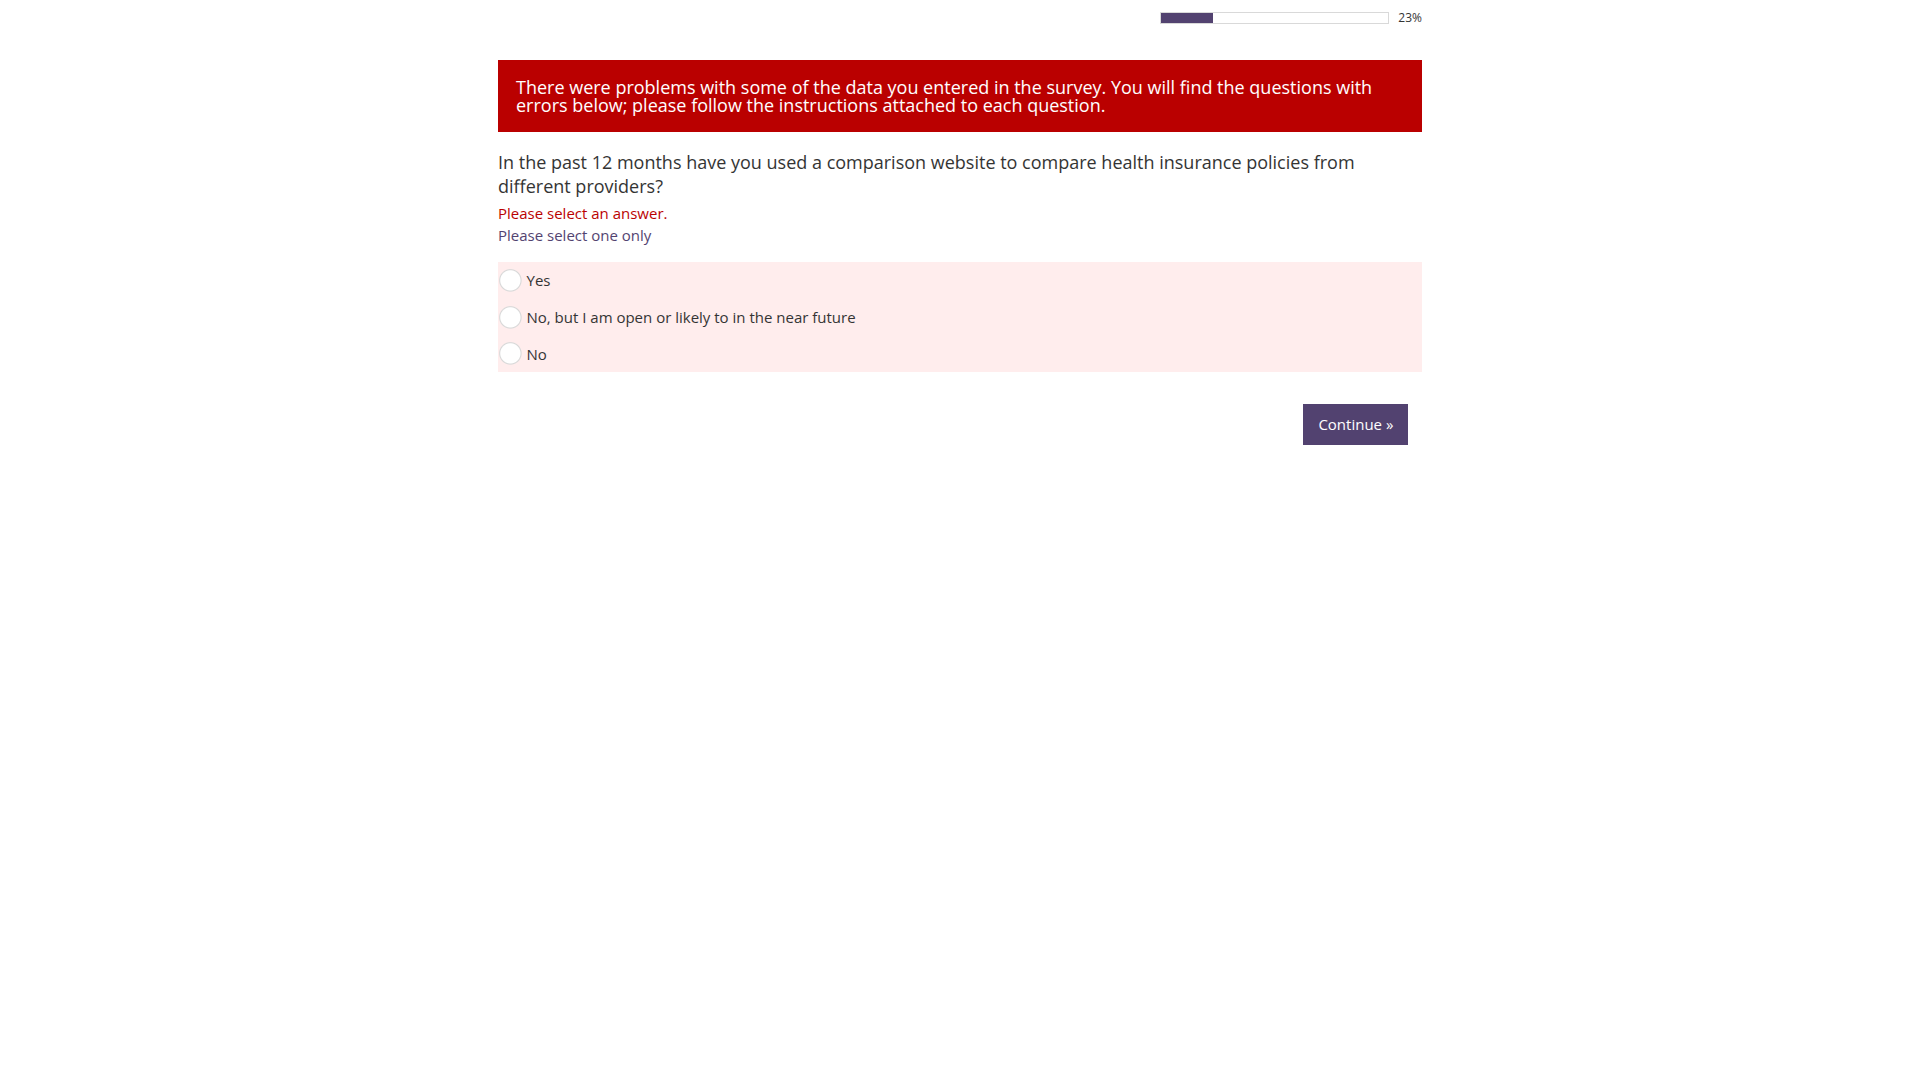 23%
There were problems with some of the data you entered in the survey. You will find the questions with
errors below; please follow the instructions attached to each question.
In the past 12 months have you used a comparison website to compare health insurance policies from
different providers?
Please select an answer.
Please select one only
Yes
No, but I am open or likely to in the near future
No
Continue »